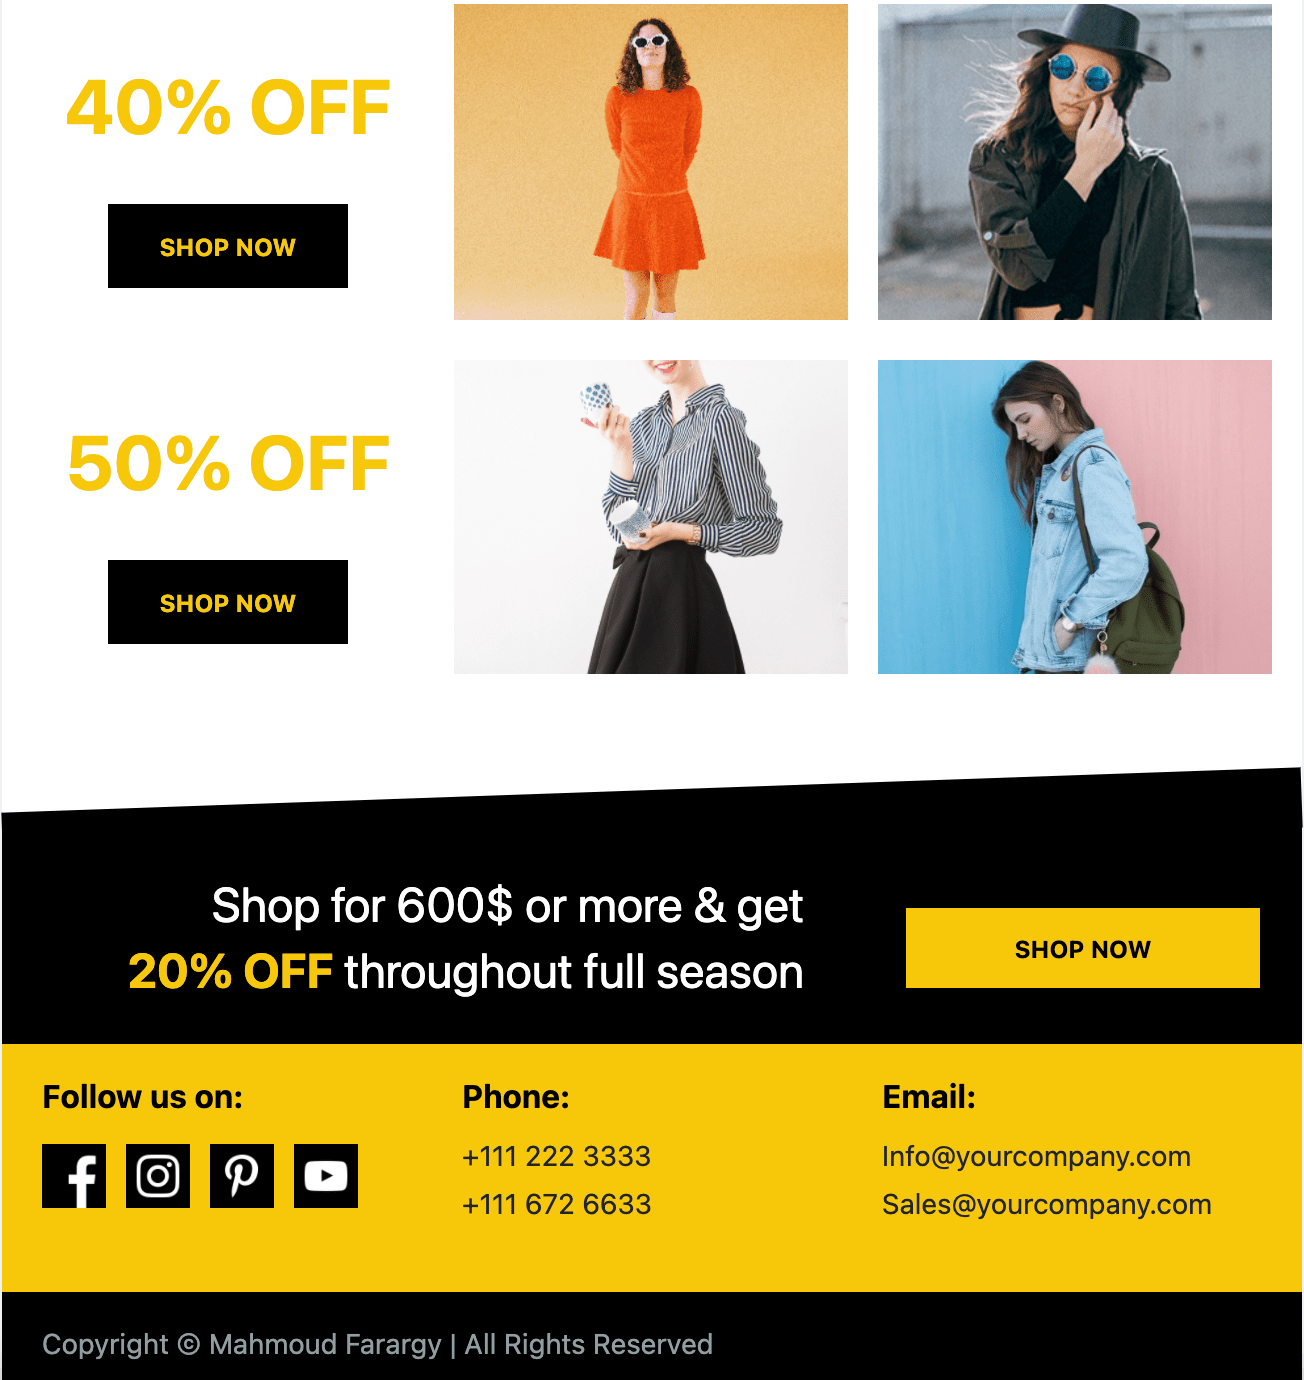 40% OFF
SHOP NOW
50% OFF
SHOP NOW
Shop for 600$ or more & get
20% OFF throughout full season
SHOP NOW
Follow us on:
Phone:
+111 222 3333
+111 672 6633
Email:
Info@yourcompany.com
Sales@yourcompany.com
Copyright © Mahmoud Farargy | All Rights Reserved